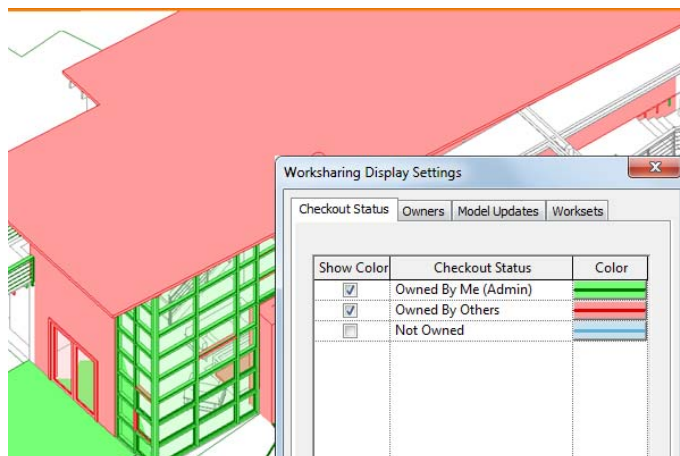 Worksharing Display Settings
Checkout Status Owners Model Updates Worksets
Show Color Checkout Status Color
Owned By Me (Admin)
Owned By Others
Not Owned